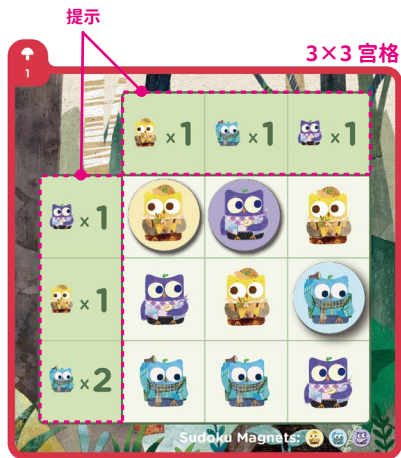 提示
3×3 宫格
1
×1 ×1 ×1
×1
×1
×2
Sudoku Magnets: